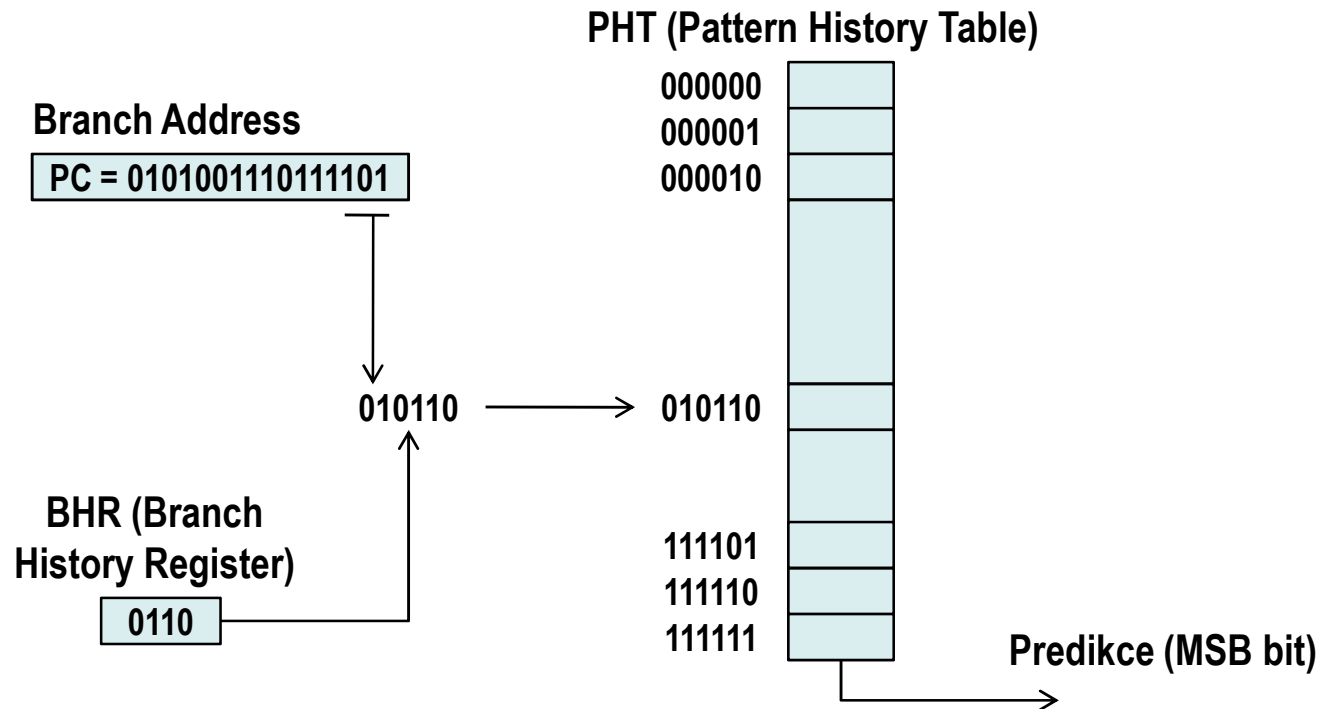 PHT (Pattern History Table)
000000
000001
000010
Branch Address
PC = 0101001110111101
010110
010110
BHR (Branch
History Register)
0110
111101
111110
111111
Predikce (MSB bit)